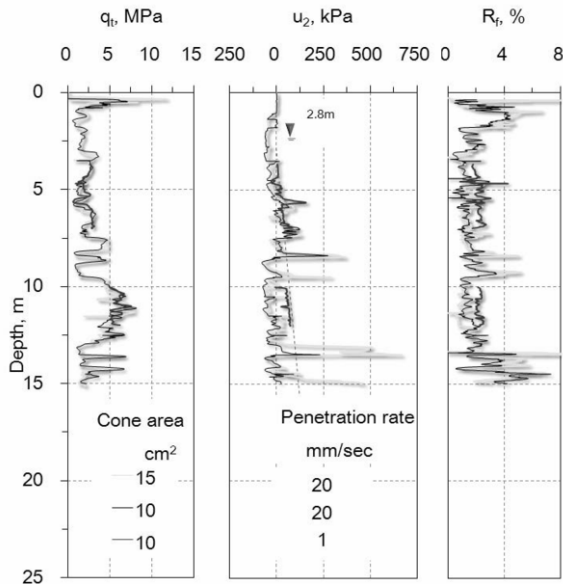 qt, MPa
u2, kPa
Rf, %
0 5 10 15
250 0 250 500 750
0 4 8
0
2.8m
5
10
Depth, m
15
Cone area
Penetration rate
cm2
mm/sec
15
20
10
20
20
10
1
25